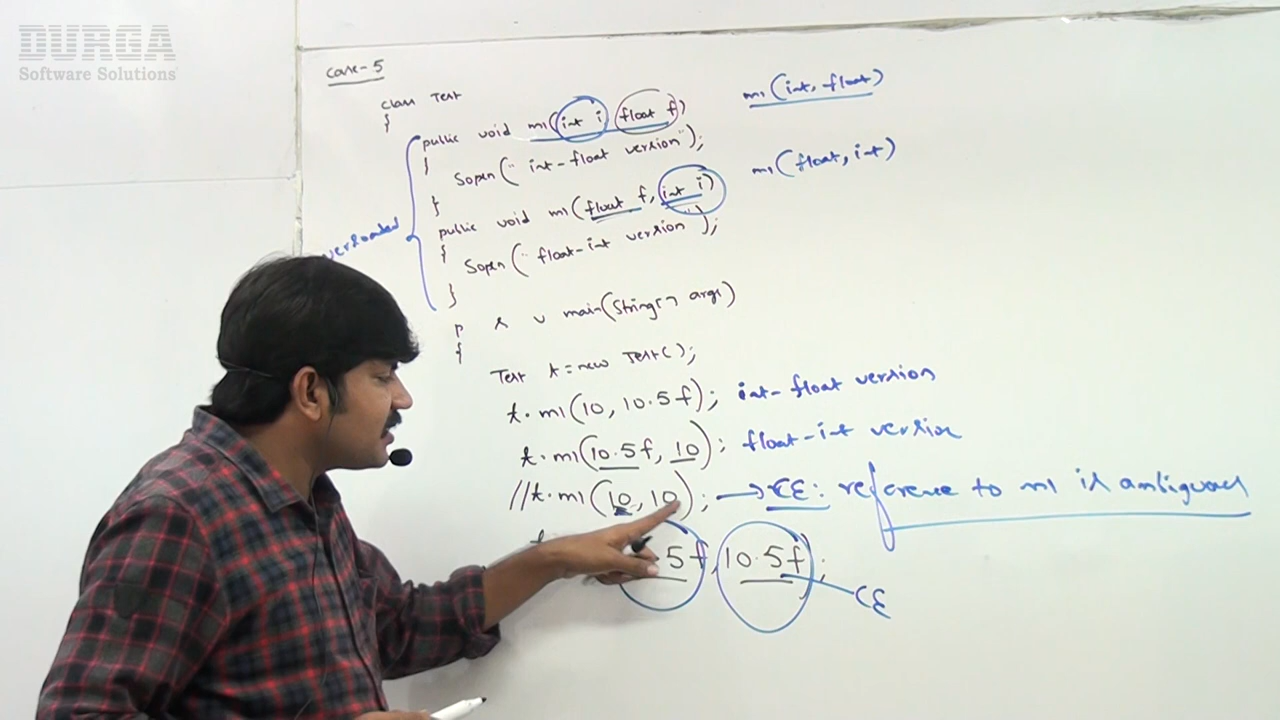 DURGA
Software Solutions
Case-5
class Test
{
public void m1(int i, float f)
{
Sopln("int-float version");
}
public void m1(float f, int i)
{
Sopln("float-int version");
}
p s v main(String[] args)
{
Test t = new Test();
t.m1(10, 10.5f); int-float version
t.m1(10.5f, 10); float-int version
//t.m1(10, 10); → CE: reference to m1 is ambiguous
.5f, 10.5f);
CE
m1(int, float)
m1(float, int)